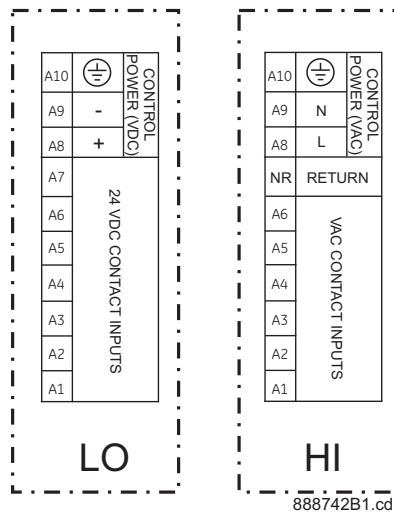 A10
A9 -
A8 +
CONTROL
POWER (VDC)
A7
A6
A5
A4
A3
A2
A1
24 VDC CONTACT INPUTS
LO
A10
A9 N
A8 L
CONTROL
POWER (VAC)
NR RETURN
A6
A5
A4
A3
A2
A1
VAC CONTACT INPUTS
HI
888742B1.cd